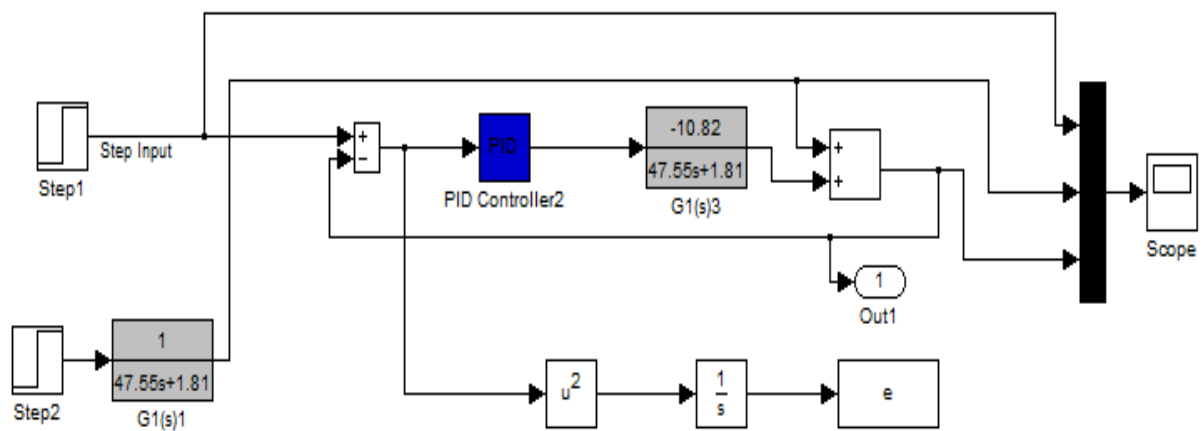 Step1
Step Input
+
−
PID
PID Controller2
-10.82
47.55s+1.81
G1(s)3
+
+
Scope
1
Out1
Step2
1
47.55s+1.81
G1(s)1
u²
1
s
e